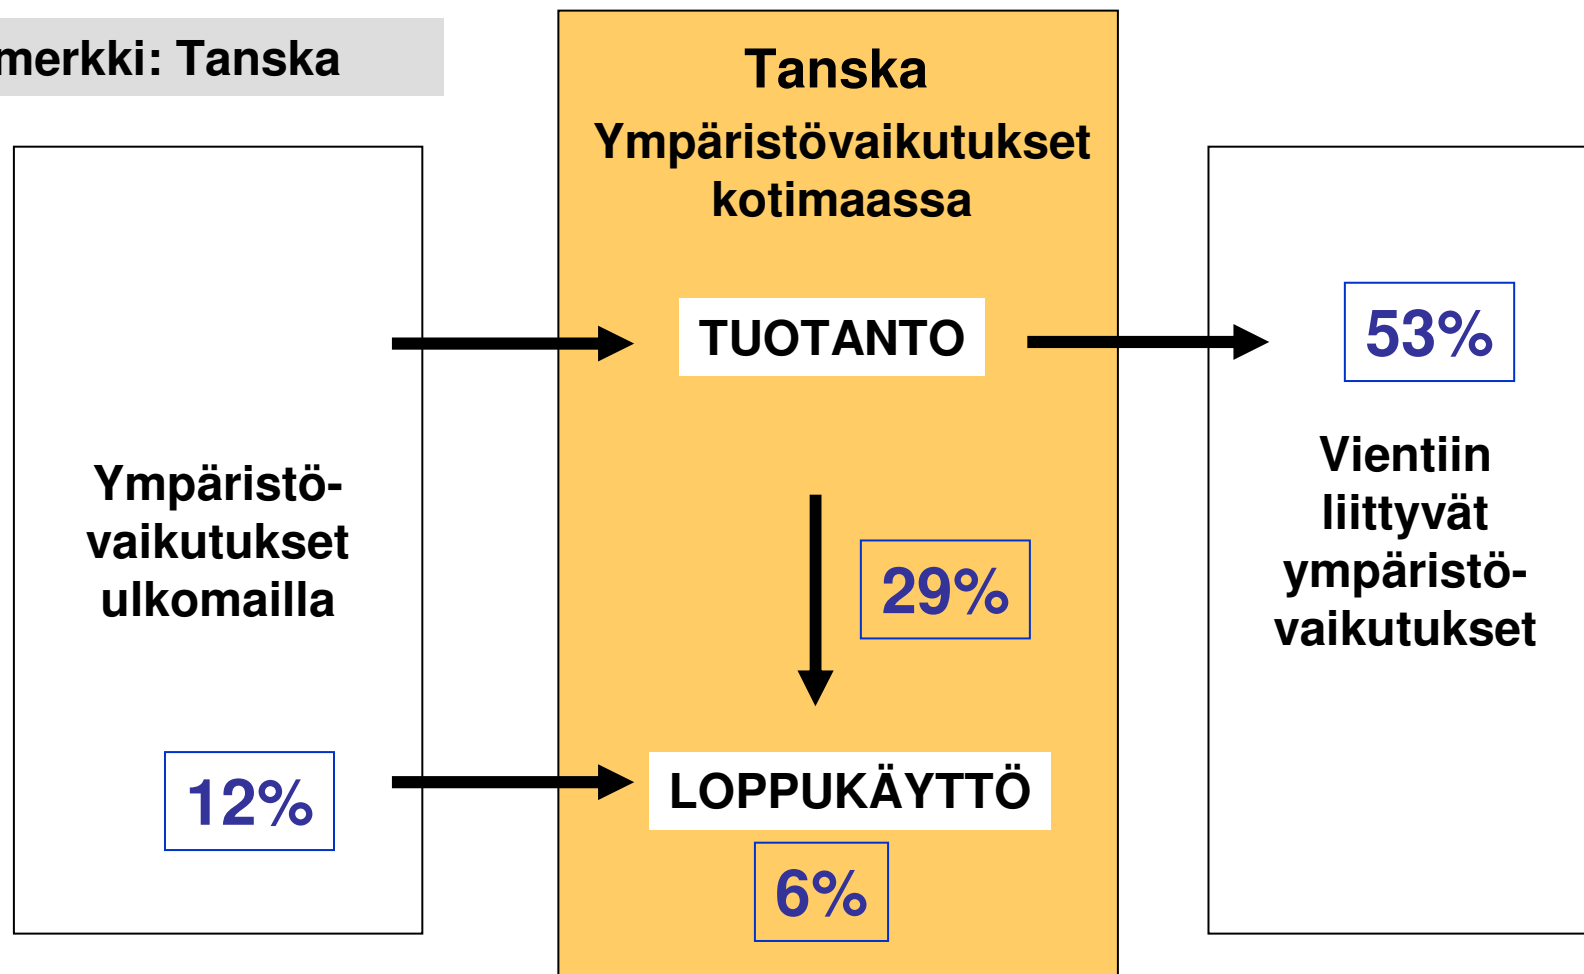 merkki: Tanska
Tanska
Ympäristövaikutukset
kotimaassa
TUOTANTO
53%
Ympäristö-
vaikutukset
ulkomailla
Vientiin
liittyvät
ympäristö-
vaikutukset
29%
12%
LOPPUKÄYTTÖ
6%